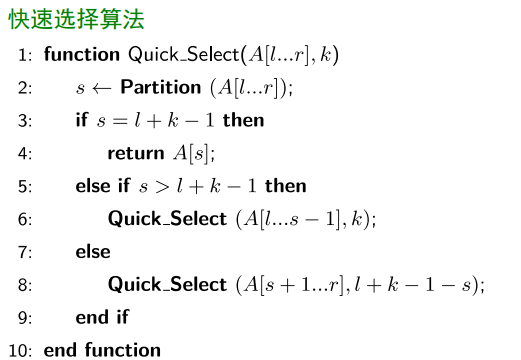 快速选择算法
1: function Quick_Select(A[l...r], k)
2: s ← Partition (A[l...r]);
3: if s = l + k − 1 then
4: return A[s];
5: else if s > l + k − 1 then
6: Quick_Select (A[l...s − 1], k);
7: else
8: Quick_Select (A[s + 1...r], l + k − 1 − s);
9: end if
10: end function